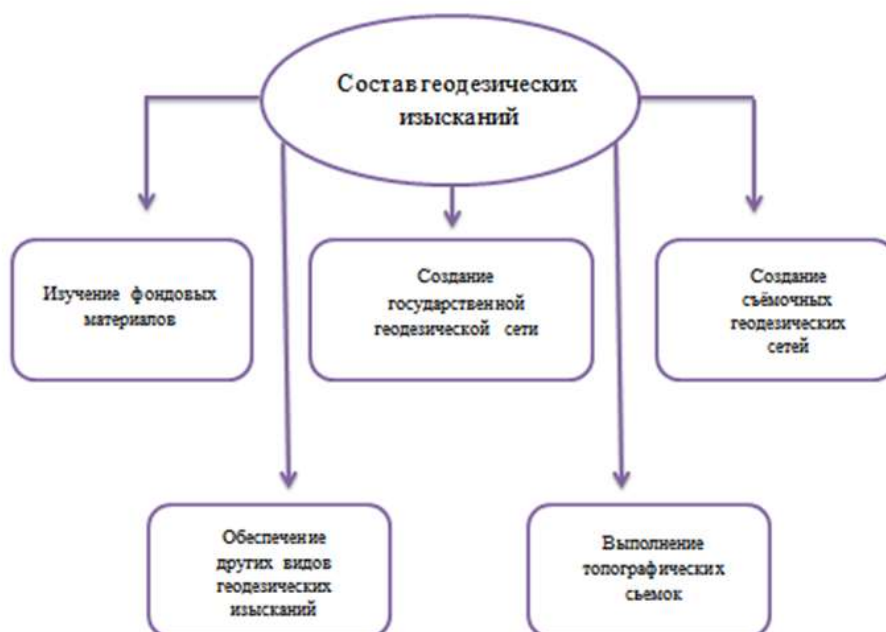 Состав геодезических
изысканий
Изучение фондовых
материалов
Создание
государственной
геодезической сети
Создание
съёмочных
геодезических
сетей
Обеспечение
других видов
геодезических
изысканий
Выполнение
топографических
сьемок